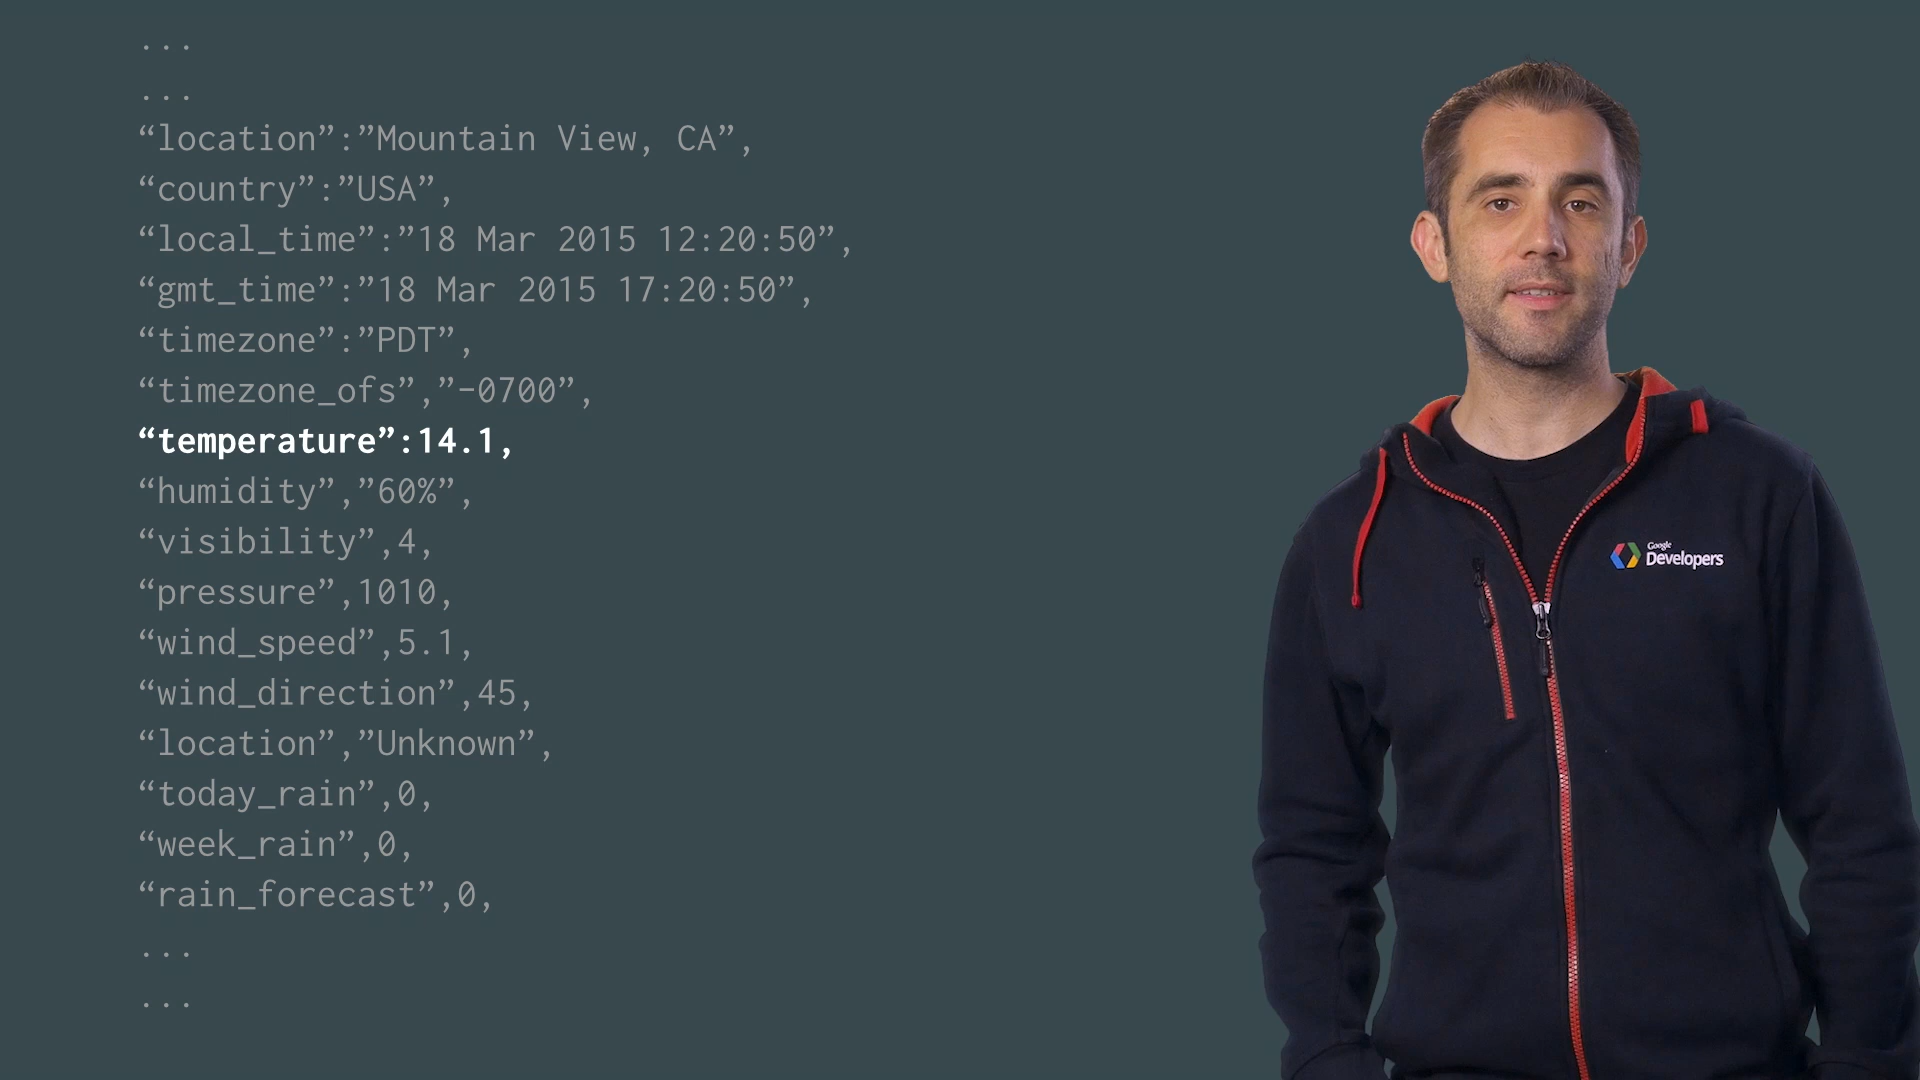 ...
...
“location”:”Mountain View, CA”,
“country”:”USA”,
“local_time”:”18 Mar 2015 12:20:50”,
“gmt_time”:”18 Mar 2015 17:20:50”,
“timezone”:”PDT”,
“timezone_ofs”,”-0700”,
“temperature”:14.1,
“humidity”,”60%”,
“visibility”,4,
“pressure”,1010,
“wind_speed”,5.1,
“wind_direction”,45,
“location”,”Unknown”,
“today_rain”,0,
“week_rain”,0,
“rain_forecast”,0,
...
...
Google
Developers